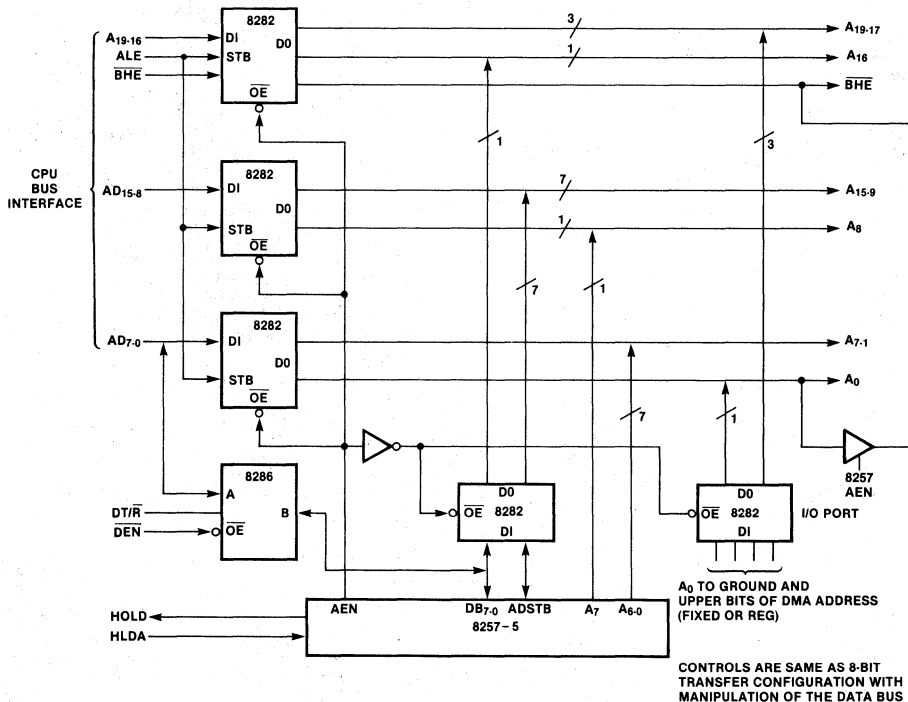 8282
3
A19-16
DI
A19-17
D0
ALE
STB
1
A16
BHE
BHE
OE
1
3
CPU
BUS
INTERFACE
8282
AD15-8
DI
7
A15-9
D0
STB
1
A8
OE
7
1
8282
AD7-0
DI
A7-1
D0
STB
A0
OE
7
1
8286
8257
AEN
A
D0
D0
DT/R
B
OE
8282
OE
8282
I/O PORT
DEN
OE
DI
DI
A0 TO GROUND AND
UPPER BITS OF DMA ADDRESS
(FIXED OR REG)
AEN
DB7-0
ADSTB
A7
A6-0
HOLD
8257-5
HLDA
CONTROLS ARE SAME AS 8-BIT
TRANSFER CONFIGURATION WITH
MANIPULATION OF THE DATA BUS